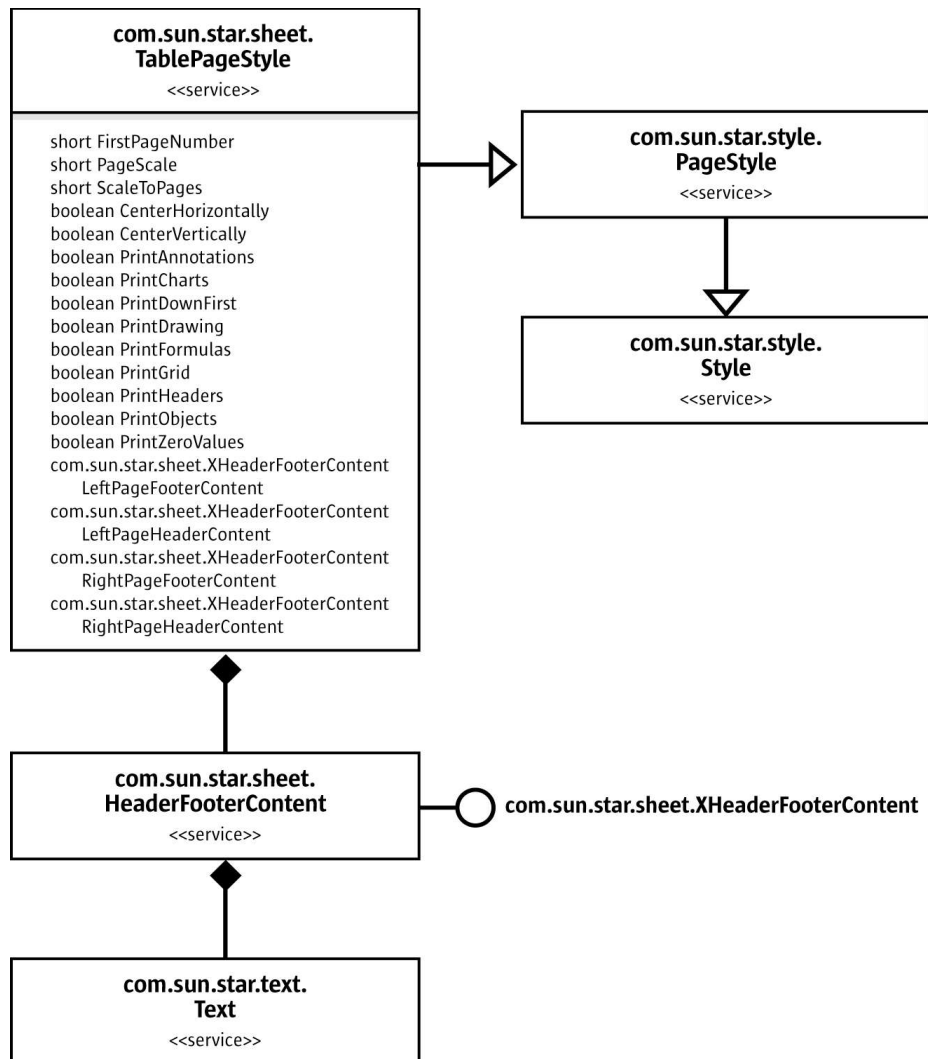 com.sun.star.sheet.
TablePageStyle
<<service>>
short FirstPageNumber
short PageScale
short ScaleToPages
boolean CenterHorizontally
boolean CenterVertically
boolean PrintAnnotations
boolean PrintCharts
boolean PrintDownFirst
boolean PrintDrawing
boolean PrintFormulas
boolean PrintGrid
boolean PrintHeaders
boolean PrintObjects
boolean PrintZeroValues
com.sun.star.sheet.XHeaderFooterContent
LeftPageFooterContent
com.sun.star.sheet.XHeaderFooterContent
LeftPageHeaderContent
com.sun.star.sheet.XHeaderFooterContent
RightPageFooterContent
com.sun.star.sheet.XHeaderFooterContent
RightPageHeaderContent
com.sun.star.style.
PageStyle
<<service>>
com.sun.star.style.
Style
<<service>>
com.sun.star.sheet.
HeaderFooterContent
<<service>>
com.sun.star.sheet.XHeaderFooterContent
com.sun.star.text.
Text
<<service>>